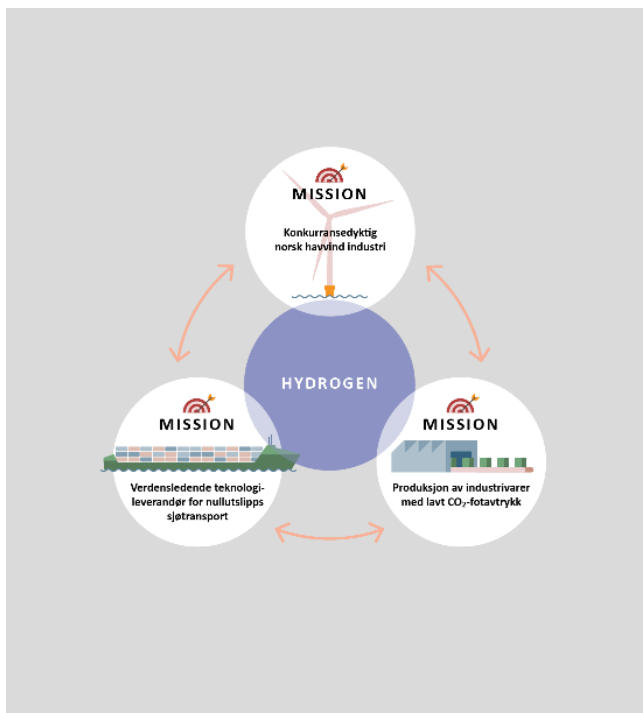 MISSION
Konkurransedyktig
norsk havvind industri
HYDROGEN
MISSION
Verdensledende teknologi-
leverandør for nullutslipps
sjøtransport
MISSION
Produksjon av industrivarer
med lavt CO₂-fotavtrykk